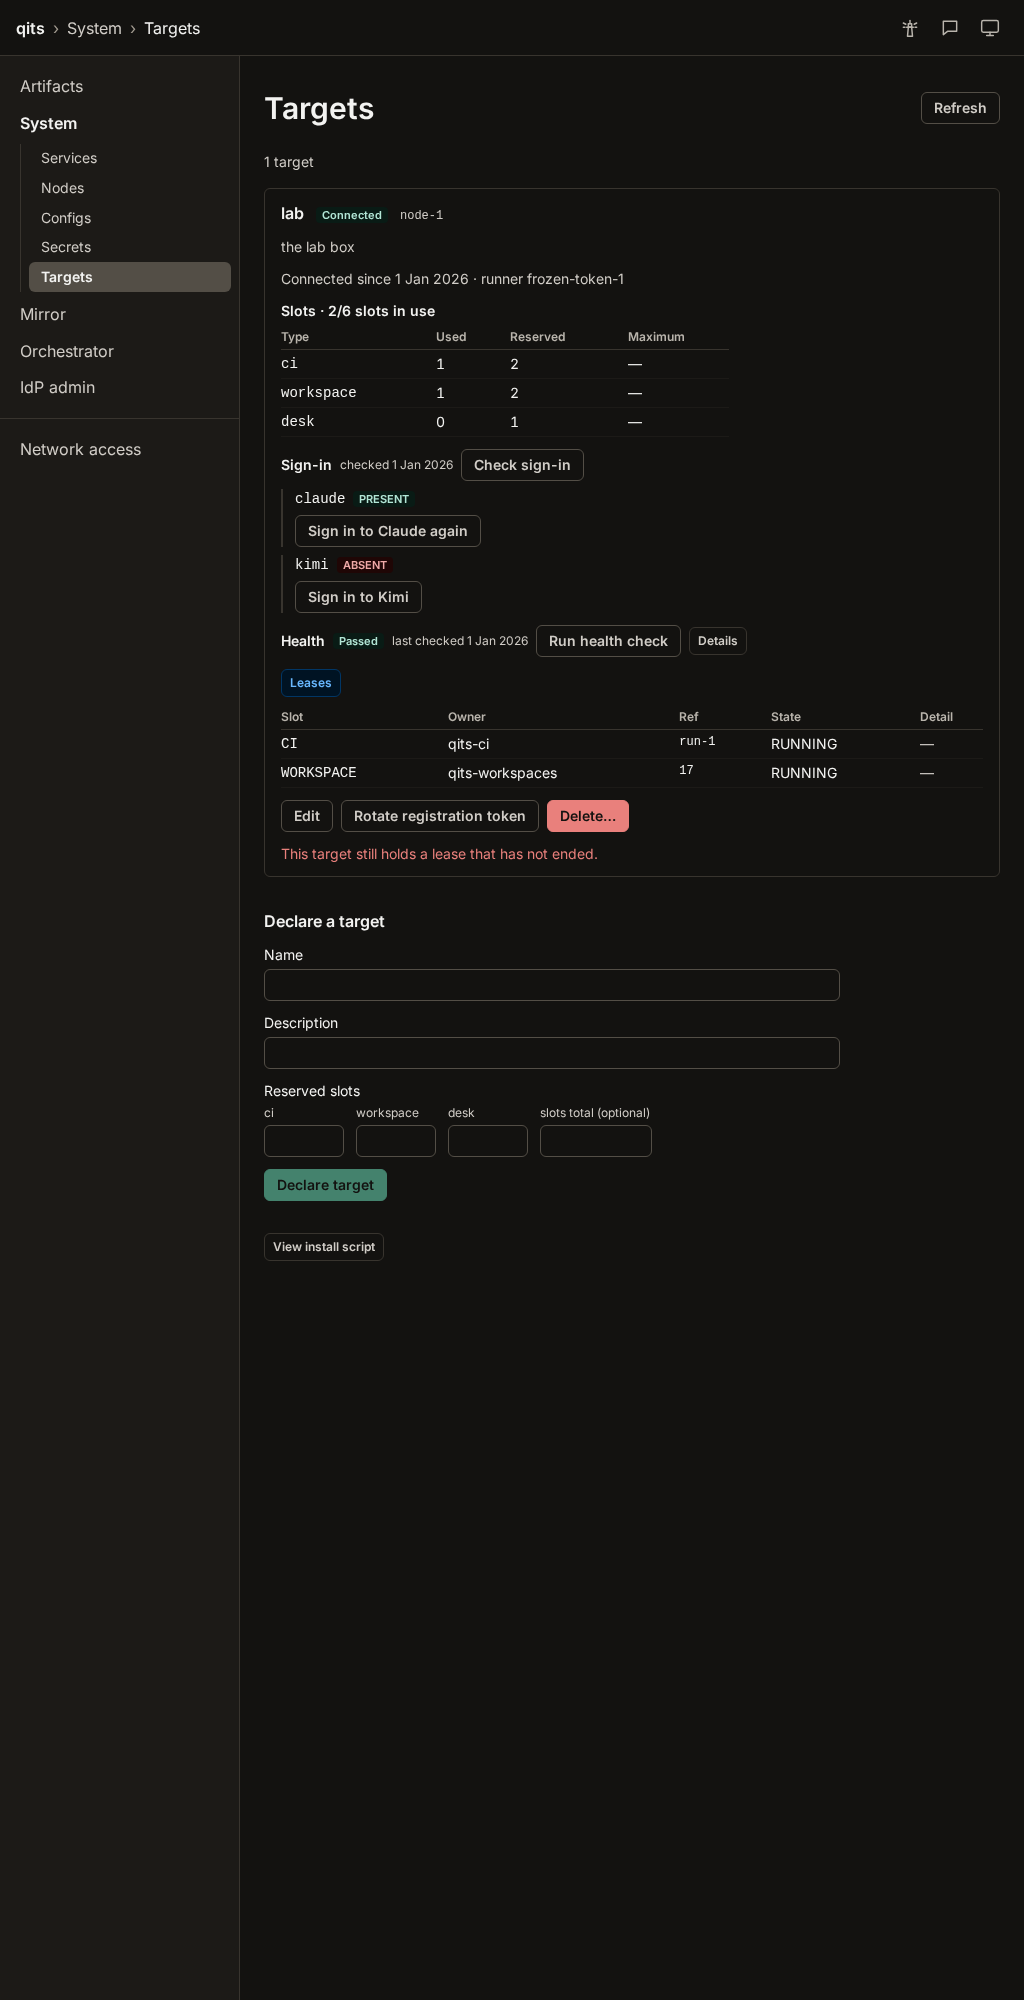 qits › System › Targets
Artifacts
System
Services
Nodes
Configs
Secrets
Targets
Mirror
Orchestrator
IdP admin
Network access
Targets
Refresh
1 target
lab Connected node-1
the lab box
Connected since 1 Jan 2026 · runner frozen-token-1
Slots · 2/6 slots in use
Type Used Reserved Maximum
ci 1 2 —
workspace 1 2 —
desk 0 1 —
Sign-in checked 1 Jan 2026 Check sign-in
claude PRESENT
Sign in to Claude again
kimi ABSENT
Sign in to Kimi
Health Passed last checked 1 Jan 2026 Run health check Details
Leases
Slot Owner Ref State Detail
CI qits-ci run-1 RUNNING —
WORKSPACE qits-workspaces 17 RUNNING —
Edit Rotate registration token Delete…
This target still holds a lease that has not ended.
Declare a target
Name
Description
Reserved slots
ci workspace desk slots total (optional)
Declare target
View install script